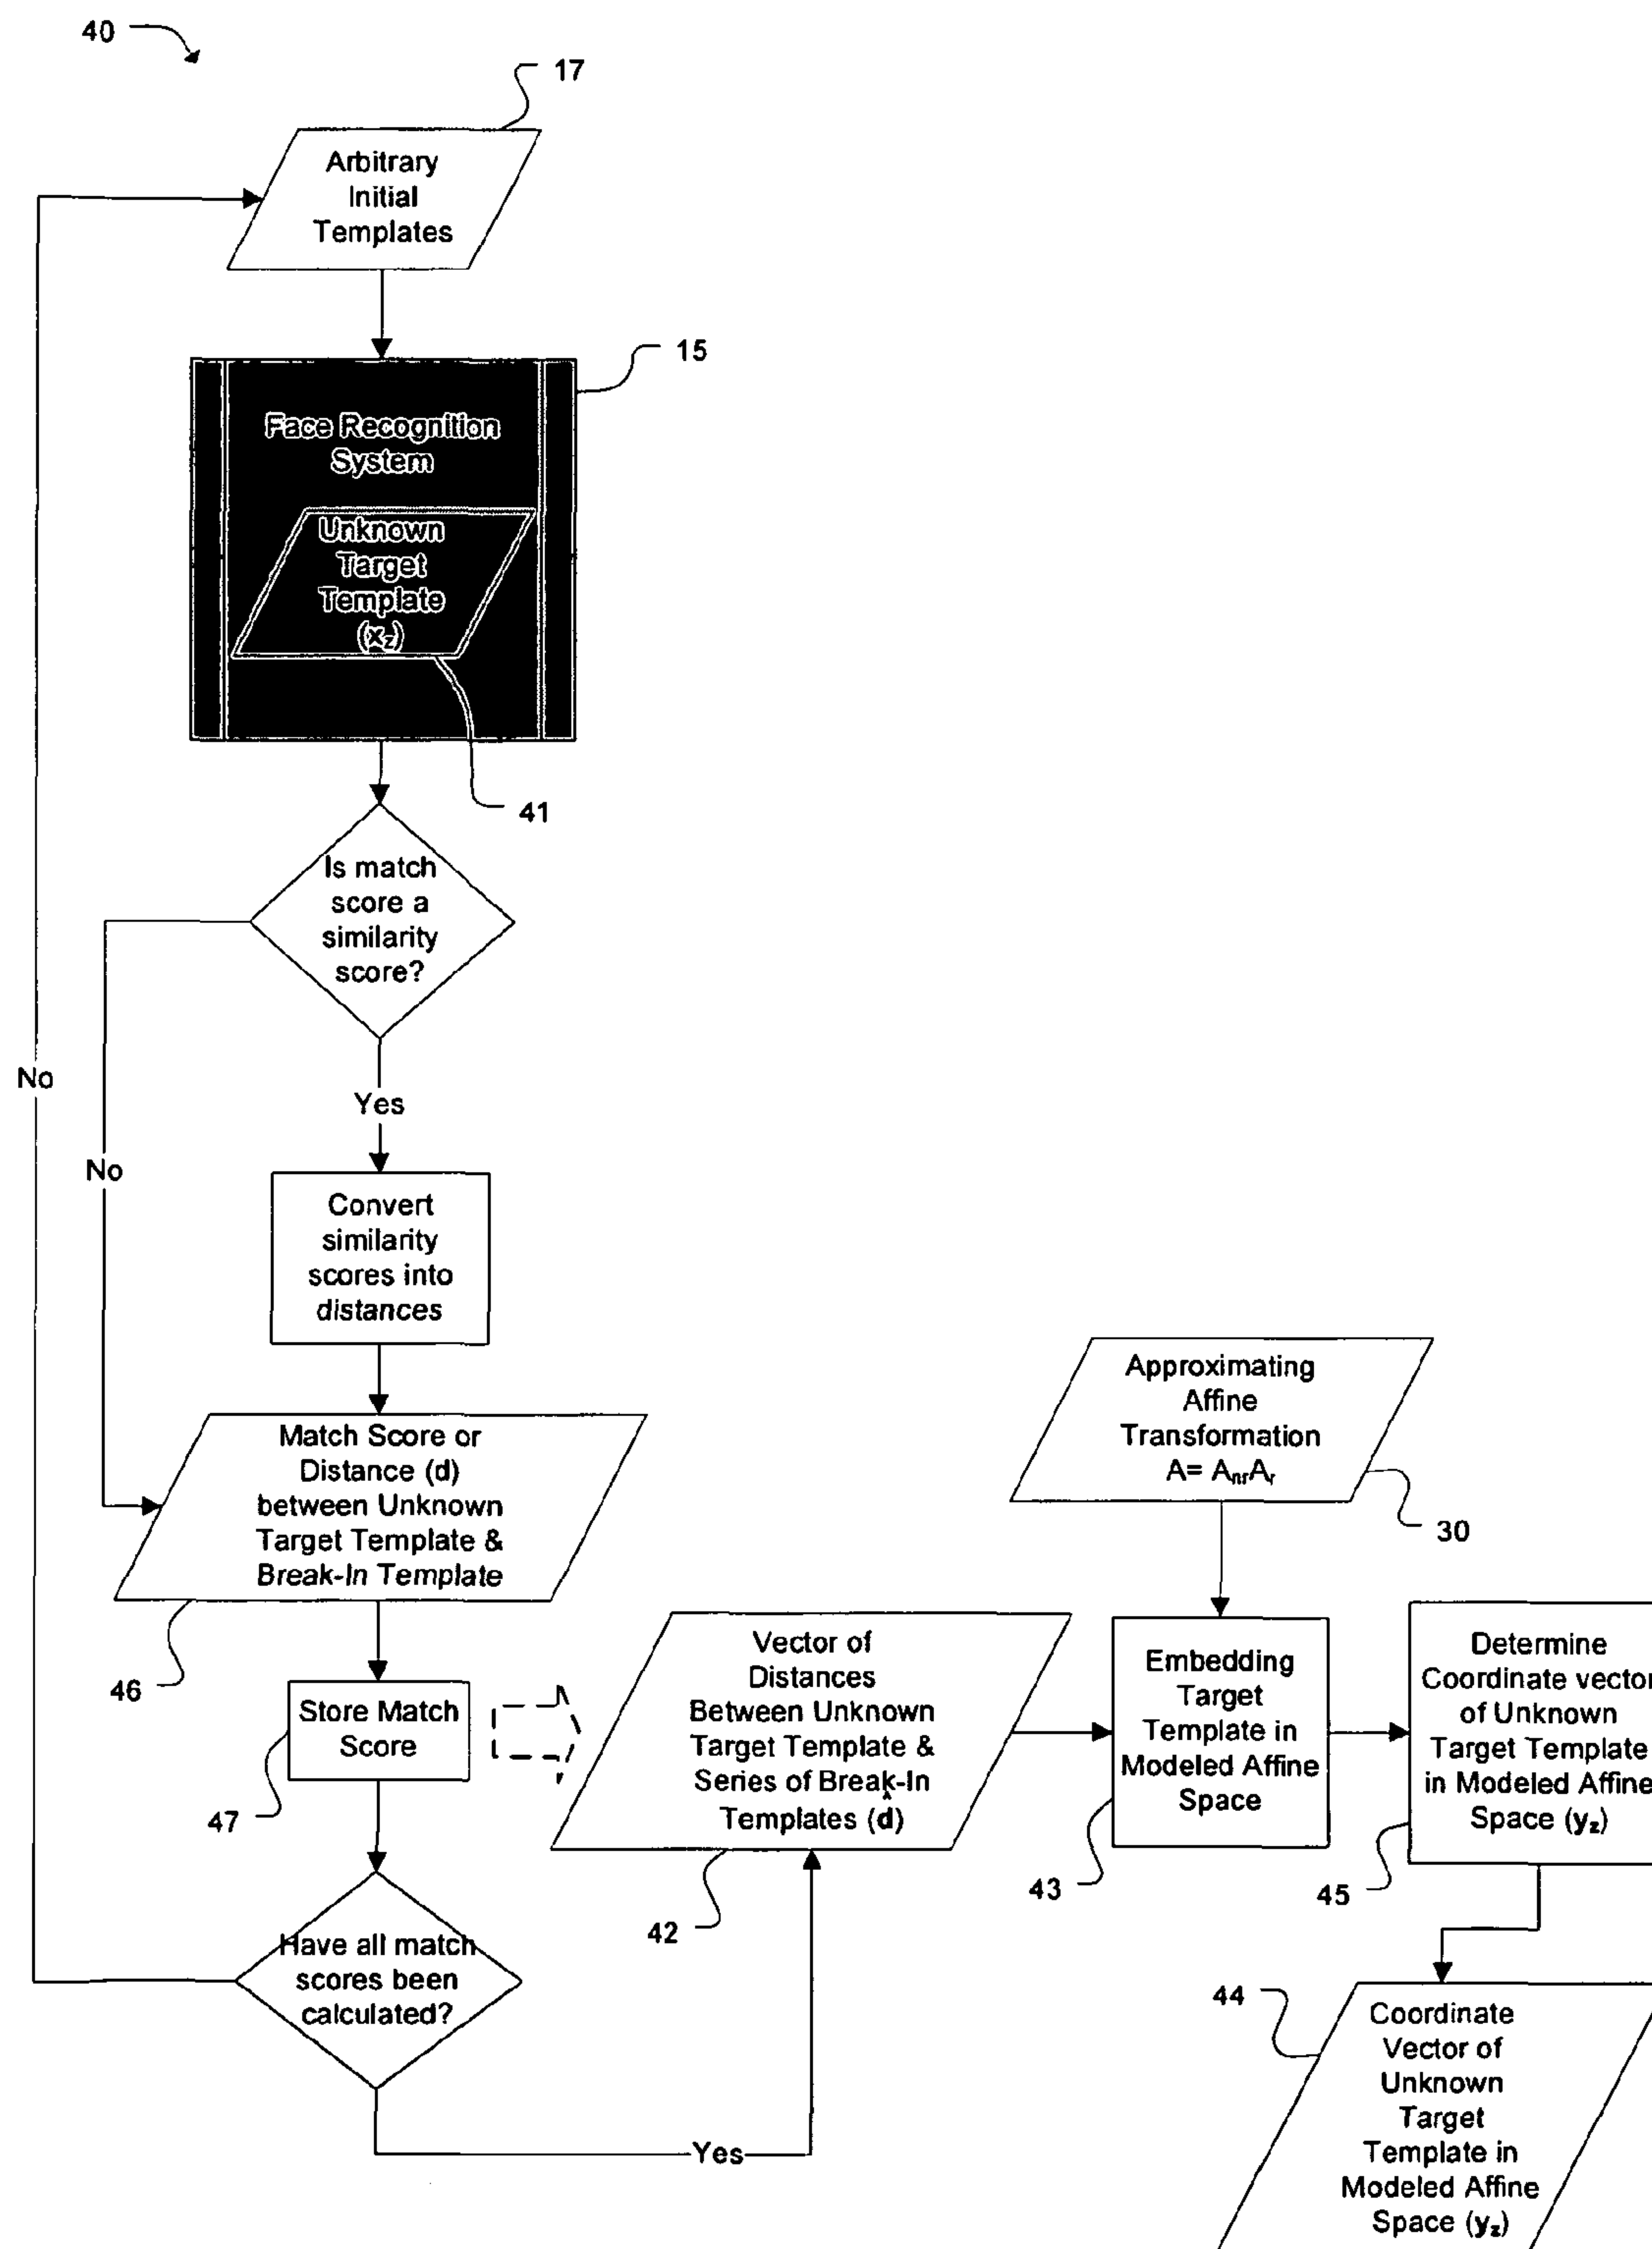 40
17
Arbitrary
Initial
Templates
15
Face Recognition
System
Unknown
Target
Template
(xz)
41
Is match
score a
similarity
score?
No
Yes
No
Convert
similarity
scores into
distances
Match Score or
Distance (d)
between Unknown
Target Template &
Break-In Template
46
Store Match
Score
47
Have all match
scores been
calculated?
Yes
Vector of
Distances
Between Unknown
Target Template &
Series of Break-In
Templates (d̂)
42
Approximating
Affine
Transformation
A= AnrAr
30
Embedding
Target
Template in
Modeled Affine
Space
43
Determine
Coordinate vector
of Unknown
Target Template
in Modeled Affine
Space (yz)
45
44
Coordinate
Vector of
Unknown
Target
Template in
Modeled Affine
Space (yz)